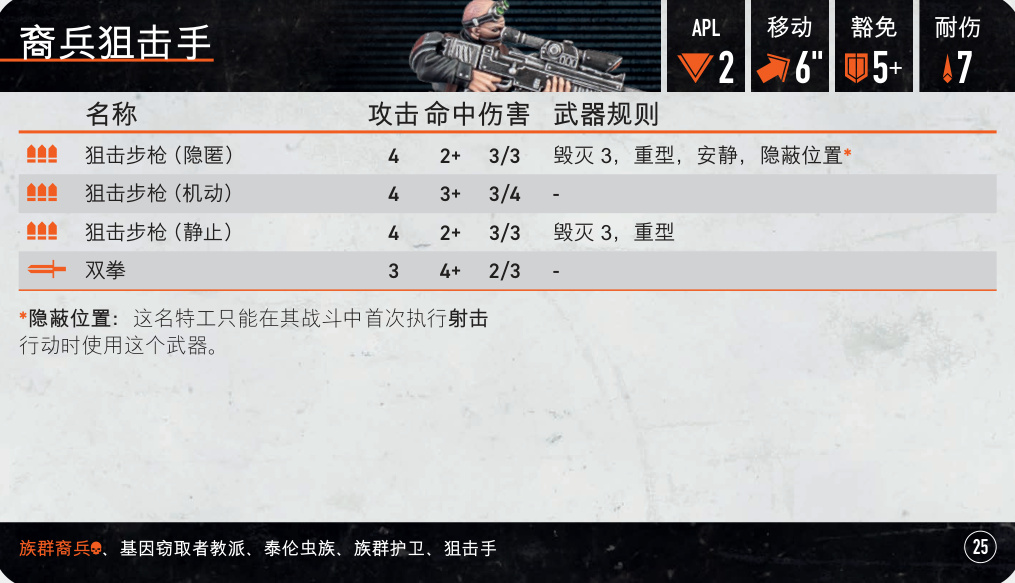 裔兵狙击手
APL 移动 豁免 耐伤
2 6" 5+ 7
名称 攻击 命中 伤害 武器规则
狙击步枪（隐匿） 4 2+ 3/3 毁灭 3，重型，安静，隐蔽位置*
狙击步枪（机动） 4 3+ 3/4 -
狙击步枪（静止） 4 2+ 3/3 毁灭 3，重型
双拳 3 4+ 2/3 -
*隐蔽位置：这名特工只能在其战斗中首次执行射击
行动时使用这个武器。
族群裔兵、基因窃取者教派、泰伦虫族、族群护卫、狙击手
25